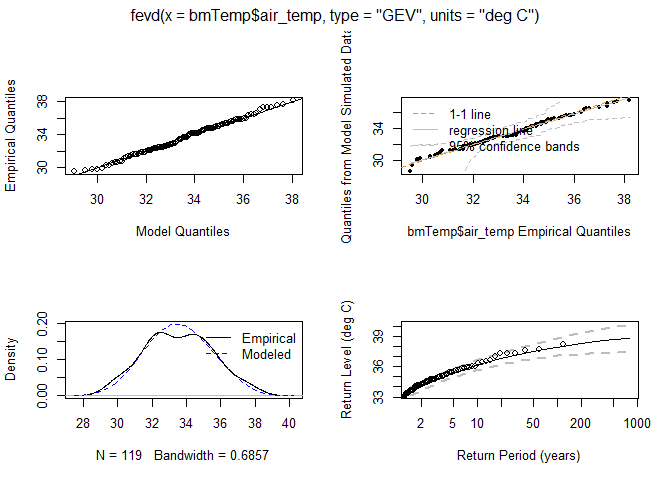 fevd(x = bmTemp$air_temp, type = "GEV", units = "deg C")
Empirical Quantiles
30 34 38
30 32 34 36 38
Model Quantiles
Quantiles from Model Simulated Data
30 34
1-1 line
regression line
95% confidence bands
30 32 34 36 38
bmTemp$air_temp Empirical Quantiles
Density
0.00 0.10 0.20
Empirical
Modeled
28 30 32 34 36 38 40
N = 119 Bandwidth = 0.6857
Return Level (deg C)
33 36 39
2 5 10 50 200 1000
Return Period (years)